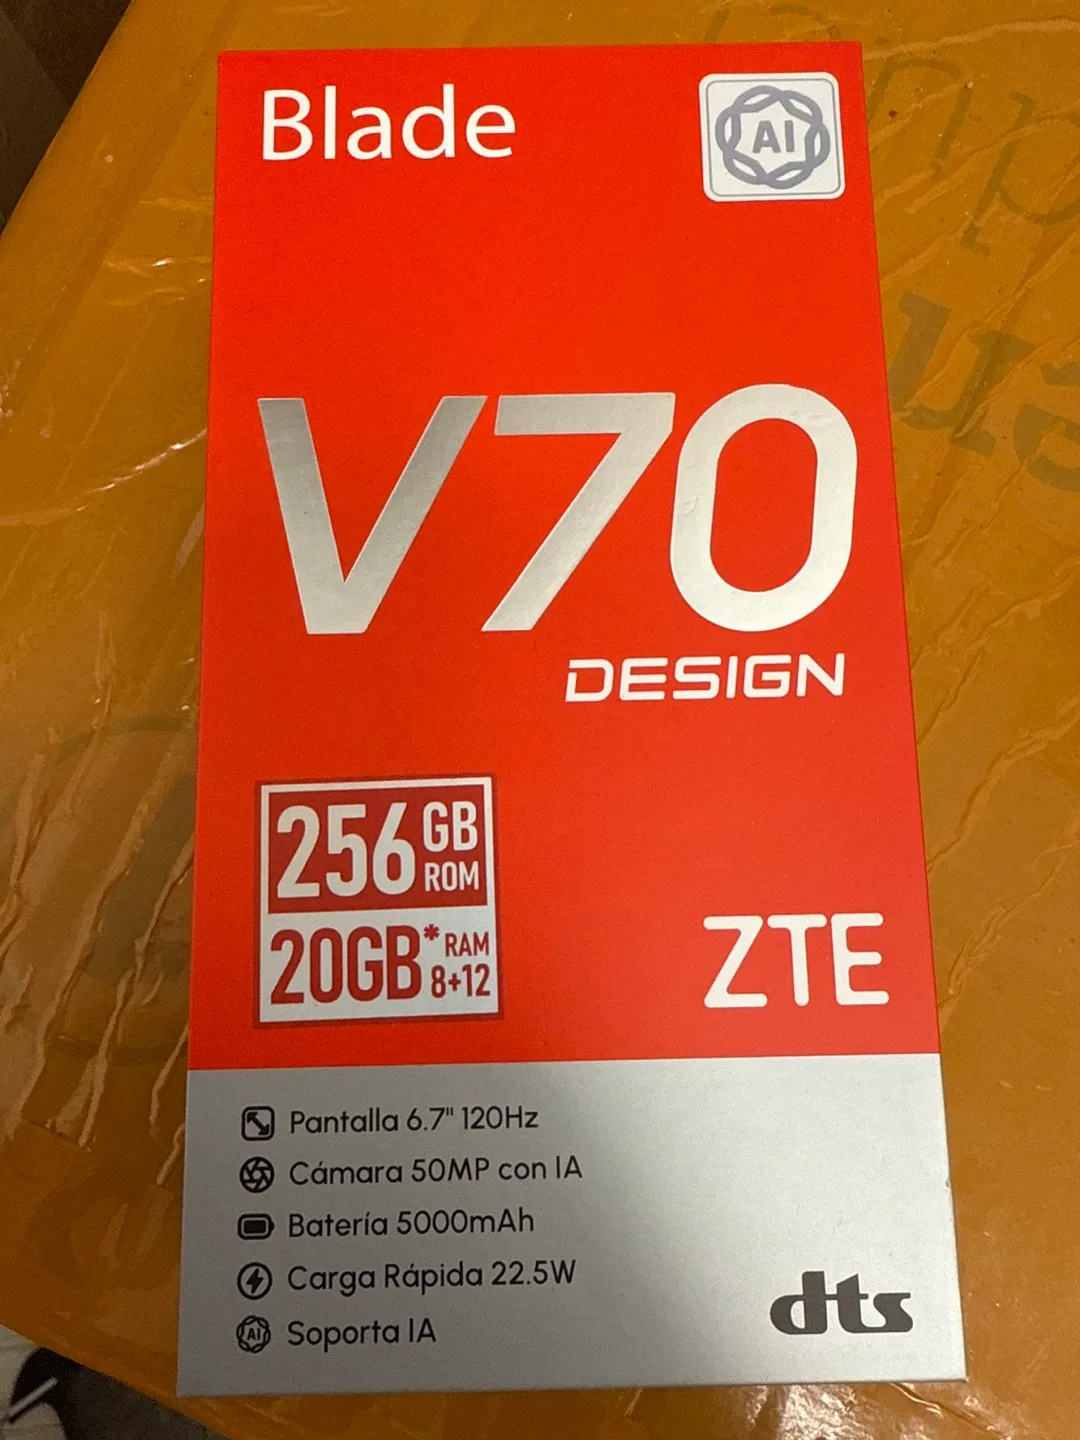 Blade
AI
V70
DESIGN
256 GB
ROM
20GB* RAM
8+12
ZTE
Pantalla 6.7" 120Hz
Cámara 50MP con IA
Batería 5000mAh
Carga Rápida 22.5W
AI Soporta IA
dts